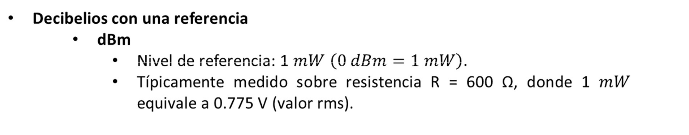 • Decibelios con una referencia
• dBm
• Nivel de referencia: 1 mW (0 dBm = 1 mW).
• Típicamente medido sobre resistencia R = 600 Ω, donde 1 mW
equivale a 0.775 V (valor rms).